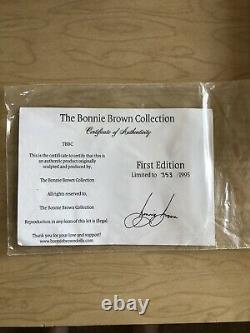 The Bonnie Brown Collection
Certificate of Authenticity
TBBC
This is the certificate to certify that this is
an authentic product originally
sculpted and produced by,
The Bonnie Brown Collection
All rights reserved to,
The Bonnie Brown Collection
Reproduction in any form of this kit is illegal.
Thank you for your love and support!
www.bonniebrowndolls.com
First Edition
Limited to 753 /1995